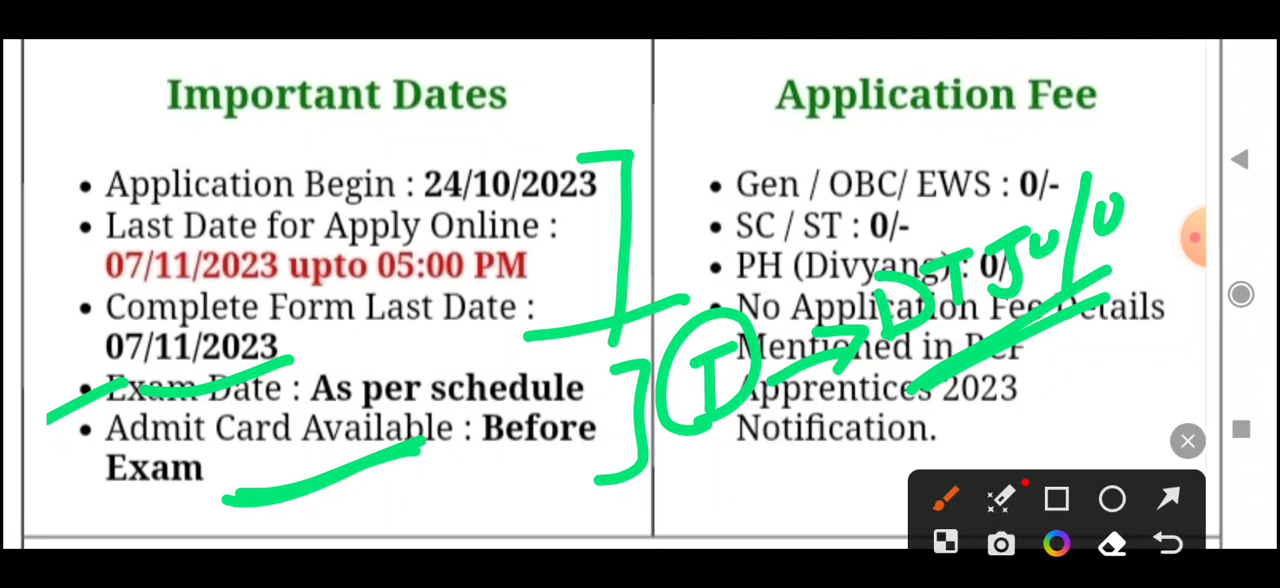 Important Dates
• Application Begin : 24/10/2023
• Last Date for Apply Online :
07/11/2023 upto 05:00 PM
• Complete Form Last Date :
07/11/2023
• Exam Date : As per schedule
• Admit Card Available : Before
Exam
Application Fee
• Gen / OBC/ EWS : 0/-
• SC / ST : 0/-
• PH (Divyang) : 0/
• No Application Fee Details
Mentioned in RCF
Apprentices 2023
Notification.
I → DTJ